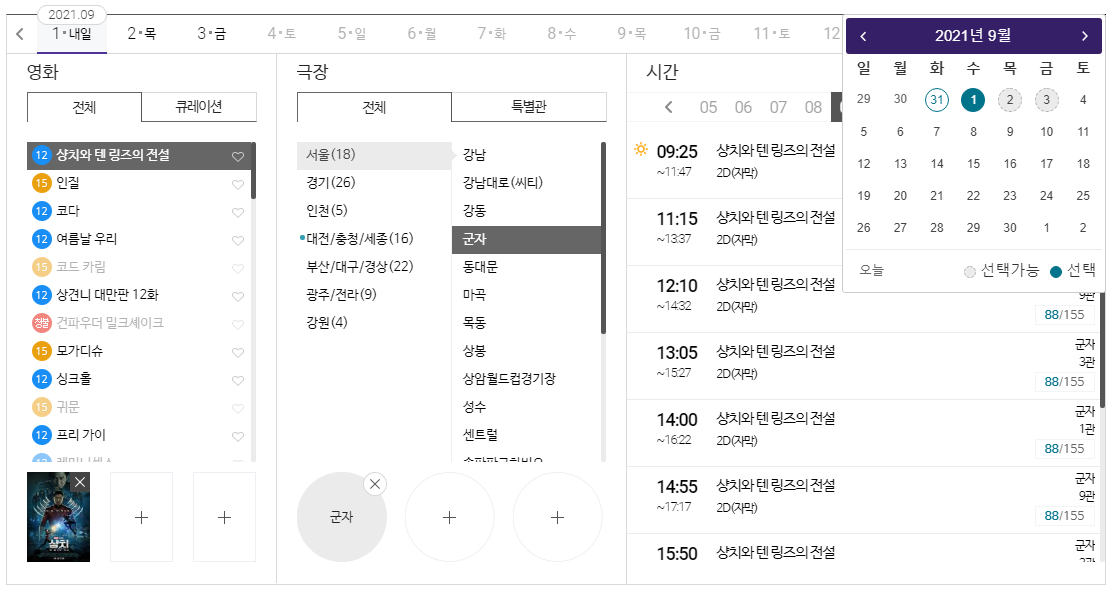 2021.09
1•내일 2•목 3•금 4•토 5•일 6•월 7•화 8•수 9•목 10•금 11•토 12
영화
전체 큐레이션
12 샹치와 텐 링즈의 전설
15 인질
12 코다
12 여름날 우리
15 코드 카림
12 상견니 대만판 12화
청불 건파우더 밀크셰이크
15 모가디슈
12 싱크홀
15 귀문
12 프리 가이
샹치
극장
전체 특별관
서울(18)
경기(26)
인천(5)
대전/충청/세종(16)
부산/대구/경상(22)
광주/전라(9)
강원(4)
강남
강남대로(씨티)
강동
군자
동대문
마곡
목동
상봉
상암월드컵경기장
성수
센트럴
군자
시간
05 06 07 08
09:25 샹치와 텐 링즈의 전설
~11:47 2D(자막)
11:15 샹치와 텐 링즈의 전설
~13:37 2D(자막)
12:10 샹치와 텐 링즈의 전설
~14:32 2D(자막) 9관
88/155
13:05 샹치와 텐 링즈의 전설 군자
~15:27 2D(자막) 3관
88/155
14:00 샹치와 텐 링즈의 전설 군자
~16:22 2D(자막) 1관
88/155
14:55 샹치와 텐 링즈의 전설 군자
~17:17 2D(자막) 9관
88/155
15:50 샹치와 텐 링즈의 전설 군자
2021년 9월
일 월 화 수 목 금 토
29 30 31 1 2 3 4
5 6 7 8 9 10 11
12 13 14 15 16 17 18
19 20 21 22 23 24 25
26 27 28 29 30 1 2
오늘 선택가능 선택